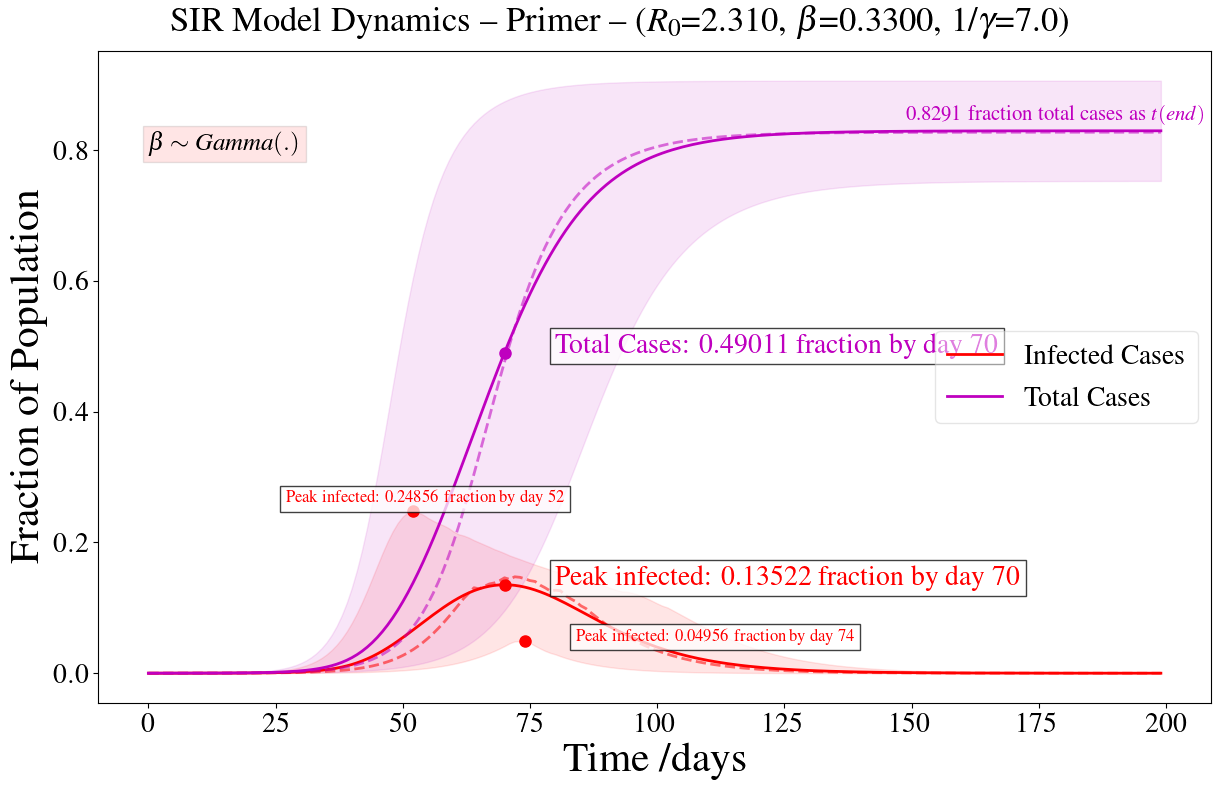 SIR Model Dynamics – Primer – (R₀=2.310, β=0.3300, 1/γ=7.0)
0.8291 fraction total cases as t(end)
β ∼ Gamma(.)
0.8
0.6
0.4
0.2
0.0
Fraction of Population
Total Cases: 0.49011 fraction by day 70
Infected Cases
Total Cases
Peak infected: 0.24856 fraction by day 52
Peak infected: 0.13522 fraction by day 70
Peak infected: 0.04956 fraction by day 74
0 25 50 75 100 125 150 175 200
Time /days